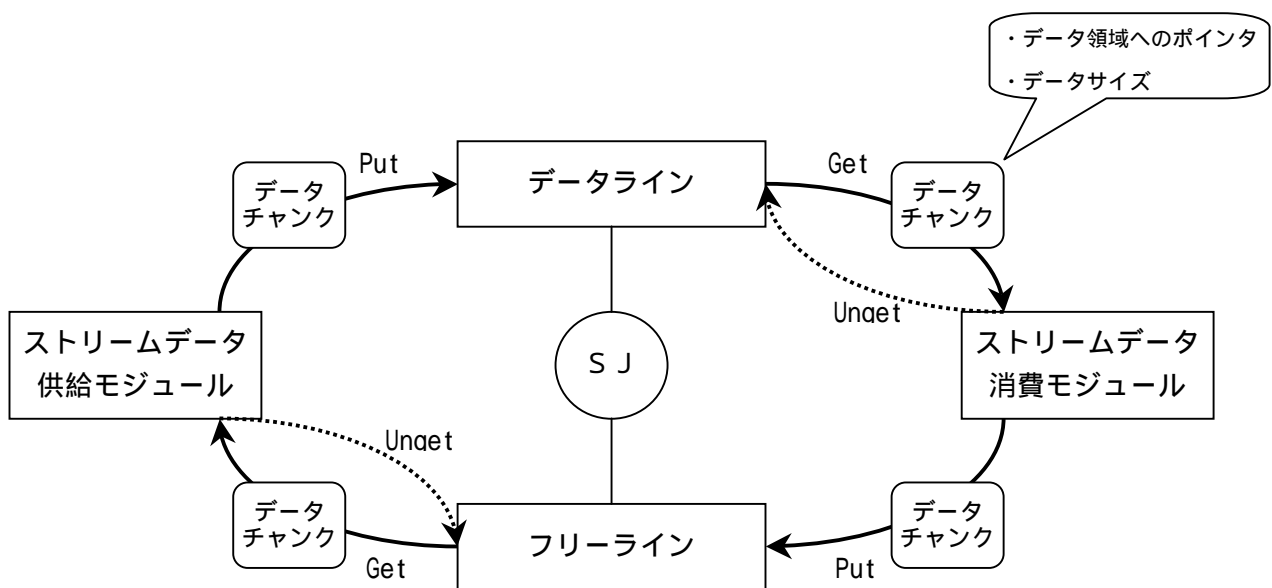 ・データ領域へのポインタ
・データサイズ
Put
データライン
Get
データ
チャンク
データ
チャンク
Unget
ストリームデータ
供給モジュール
ＳＪ
ストリームデータ
消費モジュール
Unget
データ
チャンク
Get
フリーライン
データ
チャンク
Put